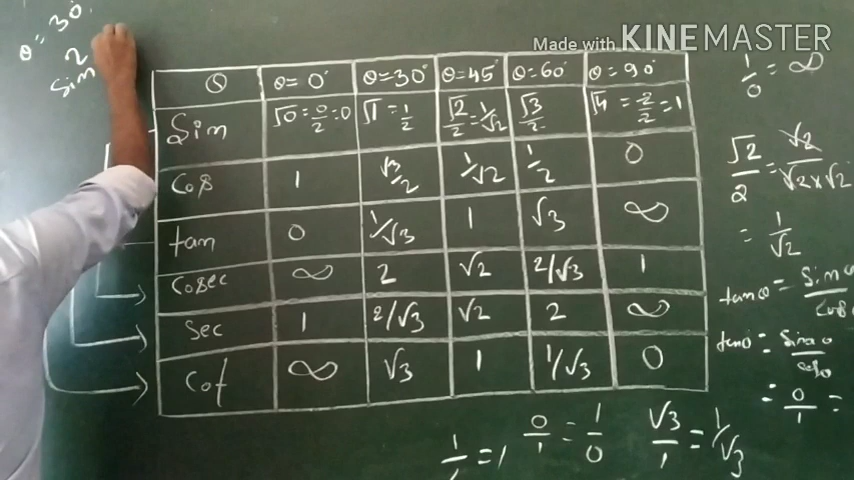 Made with KINEMASTER
θ = 30°
2
Sin
θ θ=0° θ=30° θ=45° θ=60° θ=90°
Sin √0=0/2=0 √1=1/2 √2/2=1/√2 √3/2 √4=2/2=1
Cos 1 √3/2 1/√2 1/2 0
tan 0 1/√3 1 √3 ∞
Cosec ∞ 2 √2 2/√3 1
Sec 1 2/√3 √2 2 ∞
Cot ∞ √3 1 1/√3 0
1/0 = ∞
√2/2 = √2/√2×√2
= 1/√2
tanθ = Sinθ/Cosθ
= 0/1 =
1/1 = 1
0/1 = 1/0
√3/1 = 1/√3